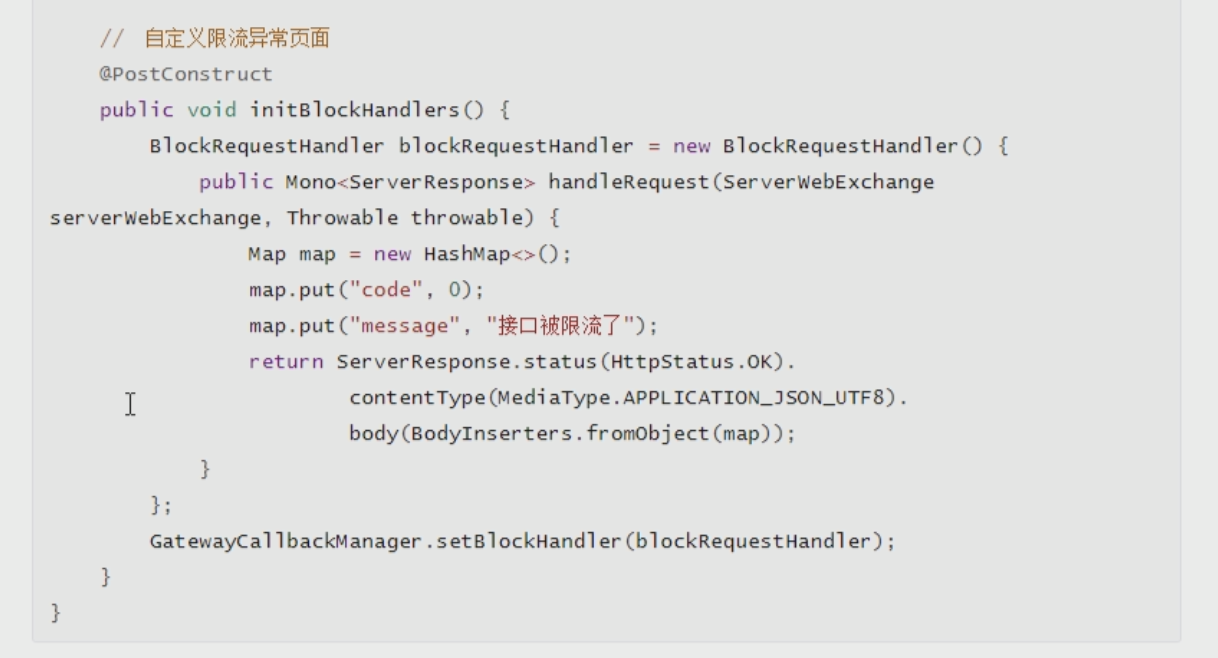 // 自定义限流异常页面
@PostConstruct
public void initBlockHandlers() {
BlockRequestHandler blockRequestHandler = new BlockRequestHandler() {
public Mono<ServerResponse> handleRequest(ServerWebExchange
serverWebExchange, Throwable throwable) {
Map map = new HashMap<>();
map.put("code", 0);
map.put("message", "接口被限流了");
return ServerResponse.status(HttpStatus.OK).
contentType(MediaType.APPLICATION_JSON_UTF8).
body(BodyInserters.fromObject(map));
}
};
GatewayCallbackManager.setBlockHandler(blockRequestHandler);
}
}